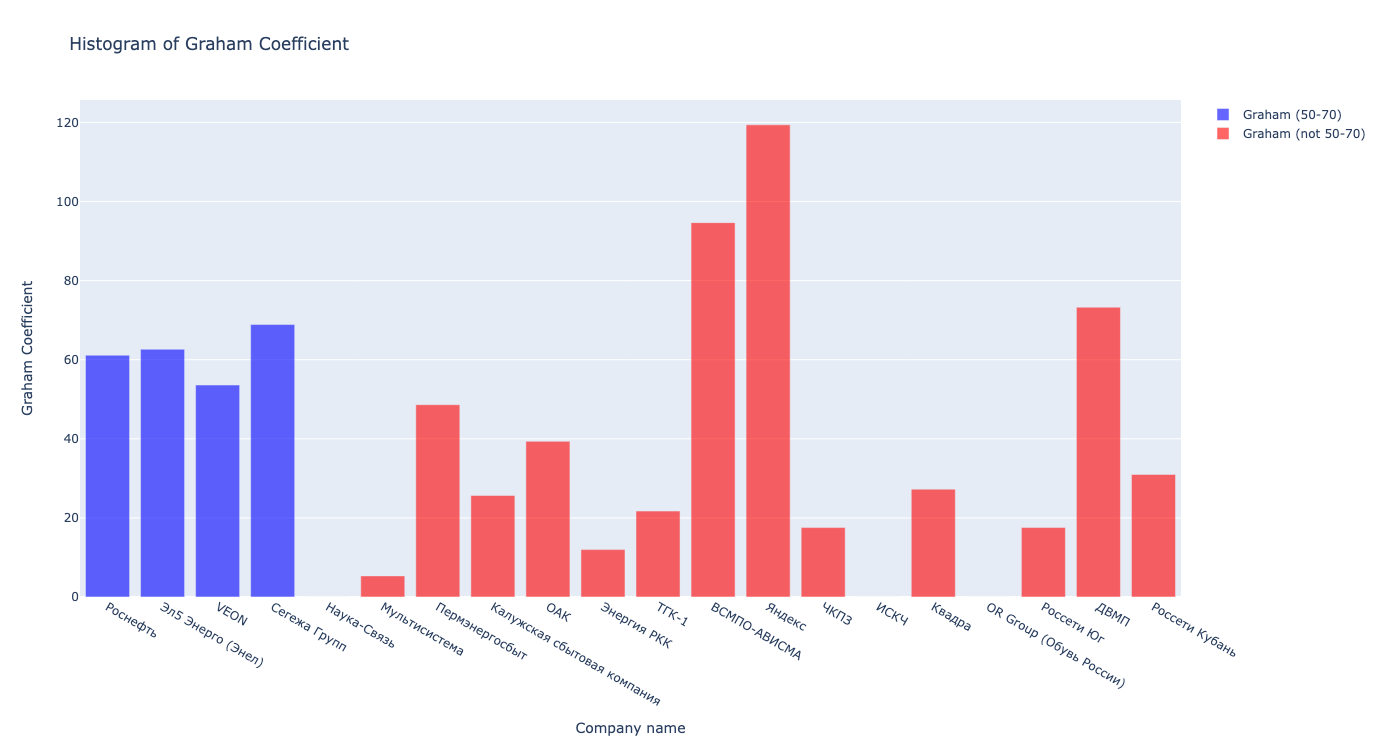 Histogram of Graham Coefficient
Graham (50-70)
Graham (not 50-70)
Graham Coefficient
120
100
80
60
40
20
0
Роснефть
Эл5 Энерго (Энел)
VEON
Сегежа Групп
Наука-Связь
Мультисистема
Пермэнергосбыт
Калужская сбытовая компания
ОАК
Энергия РКК
ТГК-1
ВСМПО-АВИСМА
Яндекс
ЧКПЗ
ИСКЧ
Квадра
OR Group (Обувь России)
Россети Юг
ДВМП
Россети Кубань
Company name